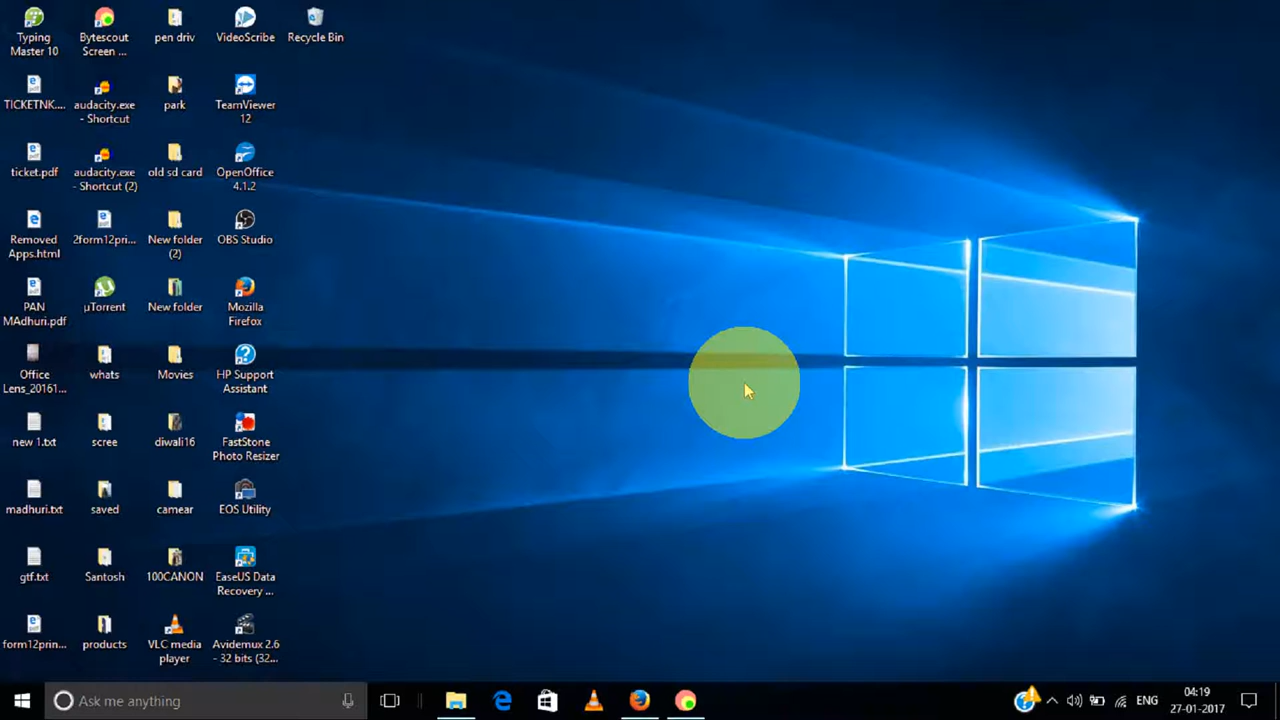 Typing
Master 10
Bytescout
Screen ...
pen driv
VideoScribe
Recycle Bin
TICKETNK....
audacity.exe
- Shortcut
park
TeamViewer
12
ticket.pdf
audacity.exe
- Shortcut (2)
old sd card
OpenOffice
4.1.2
Removed
Apps.html
2form12pri...
New folder
(2)
OBS Studio
PAN
MAdhuri.pdf
µTorrent
New folder
Mozilla
Firefox
Office
Lens_20161...
whats
Movies
HP Support
Assistant
new 1.txt
scree
diwali16
FastStone
Photo Resizer
madhuri.txt
saved
camear
EOS Utility
gtf.txt
Santosh
100CANON
EaseUS Data
Recovery ...
form12prin...
products
VLC media
player
Avidemux 2.6
- 32 bits (32...
Ask me anything
ENG
04:19
27-01-2017